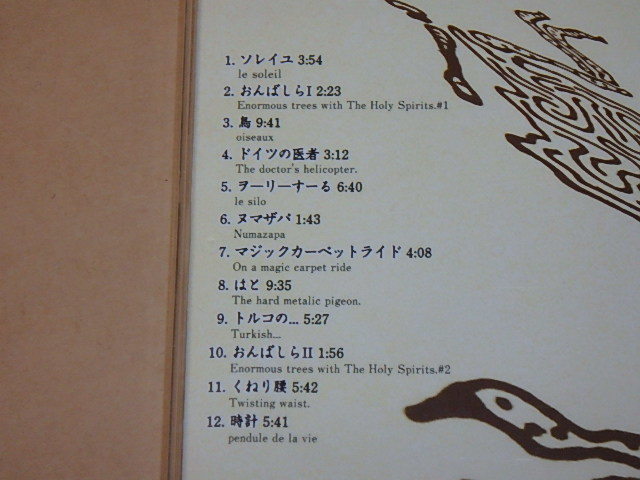 1. ソレイユ 3:54
le soleil
2. おんばしらI 2:23
Enormous trees with The Holy Spirits.#1
3. 鳥 9:41
oiseaux
4. ドイツの医者 3:12
The doctor's helicopter.
5. ヲーリーすーる 6:40
le silo
6. ヌマザパ 1:43
Numazapa
7. マジックカーペットライド 4:08
On a magic carpet ride
8. はと 9:35
The hard metalic pigeon.
9. トルコの... 5:27
Turkish...
10. おんばしらII 1:56
Enormous trees with The Holy Spirits.#2
11. くねり腰 5:42
Twisting waist.
12. 時計 5:41
pendule de la vie